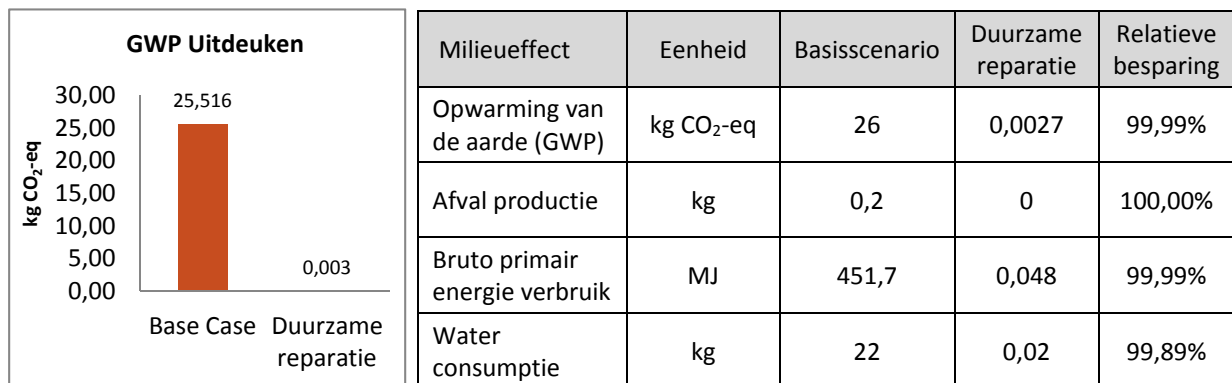 GWP Uitdeuken
kg CO₂-eq
30,00
25,00
20,00
15,00
10,00
5,00
0,00
25,516
0,003
Base Case
Duurzame
reparatie
Milieueffect Eenheid Basisscenario Duurzame reparatie Relatieve besparing
Opwarming van
de aarde (GWP) kg CO₂-eq 26 0,0027 99,99%
Afval productie kg 0,2 0 100,00%
Bruto primair
energie verbruik MJ 451,7 0,048 99,99%
Water
consumptie kg 22 0,02 99,89%